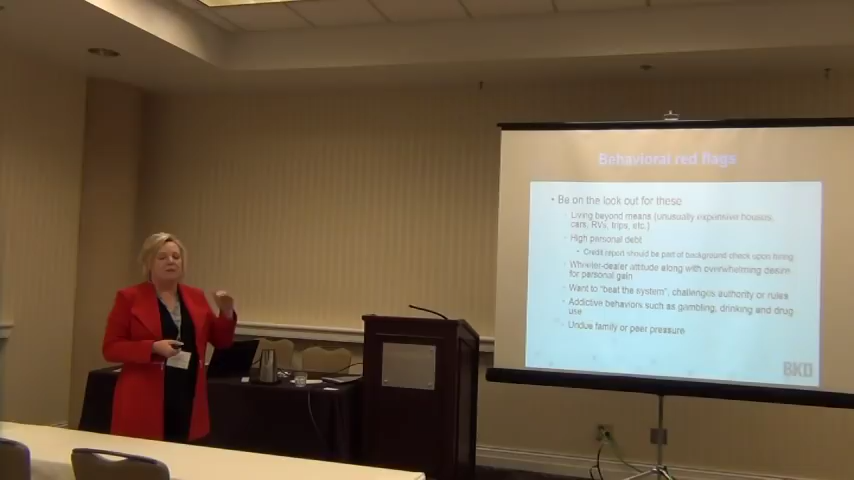 Behavioral red flags
• Be on the look out for these
Living beyond means (unusually expensive houses,
cars, RVs, trips, etc.)
High personal debt
• Credit report should be part of background check upon hiring
Wheeler-dealer attitude along with overwhelming desire
for personal gain
Want to "beat the system", challenges authority or rules
Addictive behaviors such as gambling, drinking and drug
use
Undue family or peer pressure
BKD